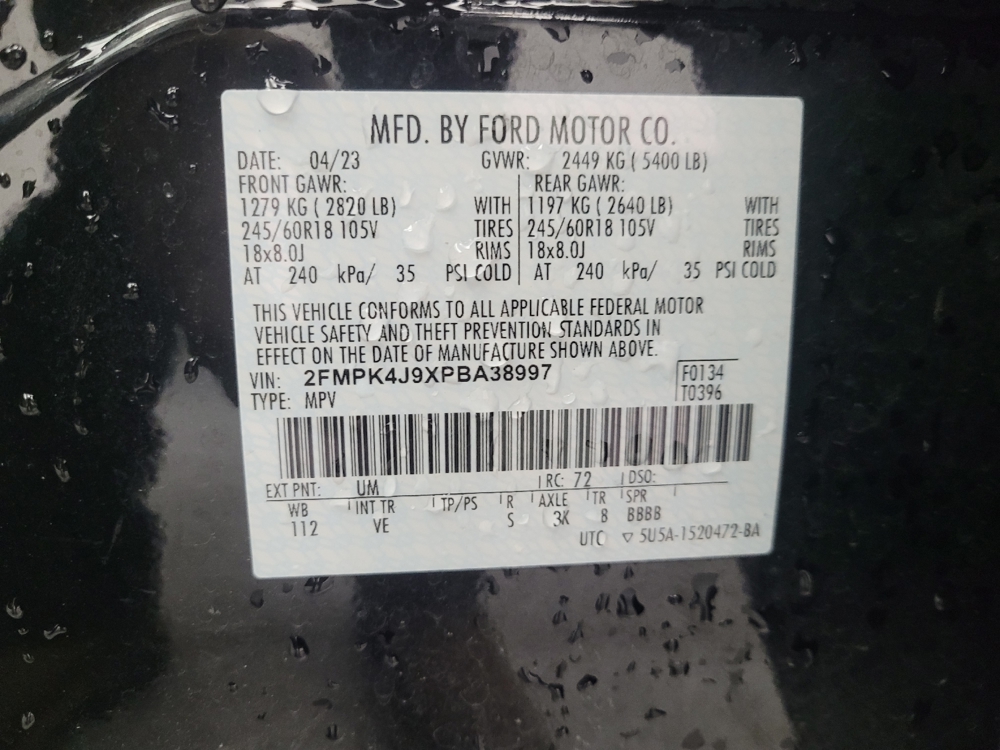 MFD. BY FORD MOTOR CO.
DATE: 04/23 GVWR: 2449 KG ( 5400 LB)
FRONT GAWR: REAR GAWR:
1279 KG ( 2820 LB) WITH 1197 KG ( 2640 LB) WITH
245/60R18 105V TIRES 245/60R18 105V TIRES
18x8.0J RIMS 18x8.0J RIMS
AT 240 kPa/ 35 PSI COLD AT 240 kPa/ 35 PSI COLD
THIS VEHICLE CONFORMS TO ALL APPLICABLE FEDERAL MOTOR
VEHICLE SAFETY AND THEFT PREVENTION STANDARDS IN
EFFECT ON THE DATE OF MANUFACTURE SHOWN ABOVE.
VIN: 2FMPK4J9XPBA38997 F0134
TYPE: MPV T0396
EXT PNT: UM RC: 72 DSO:
WB INT TR TP/PS R AXLE TR SPR
112 VE S 3K 8 BBBB
UTC ▽ 5U5A-1520472-BA